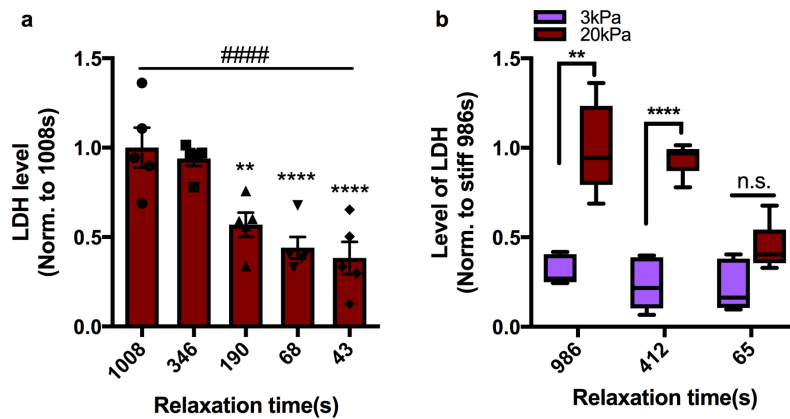 a
####
LDH level
(Norm. to 1008s)
1.5
1.0
0.5
0.0
**
****
****
1008
346
190
68
43
Relaxation time(s)
b
3kPa
20kPa
Level of LDH
(Norm. to stiff 986s)
1.5
1.0
0.5
0.0
**
****
n.s.
986
412
65
Relaxation time(s)